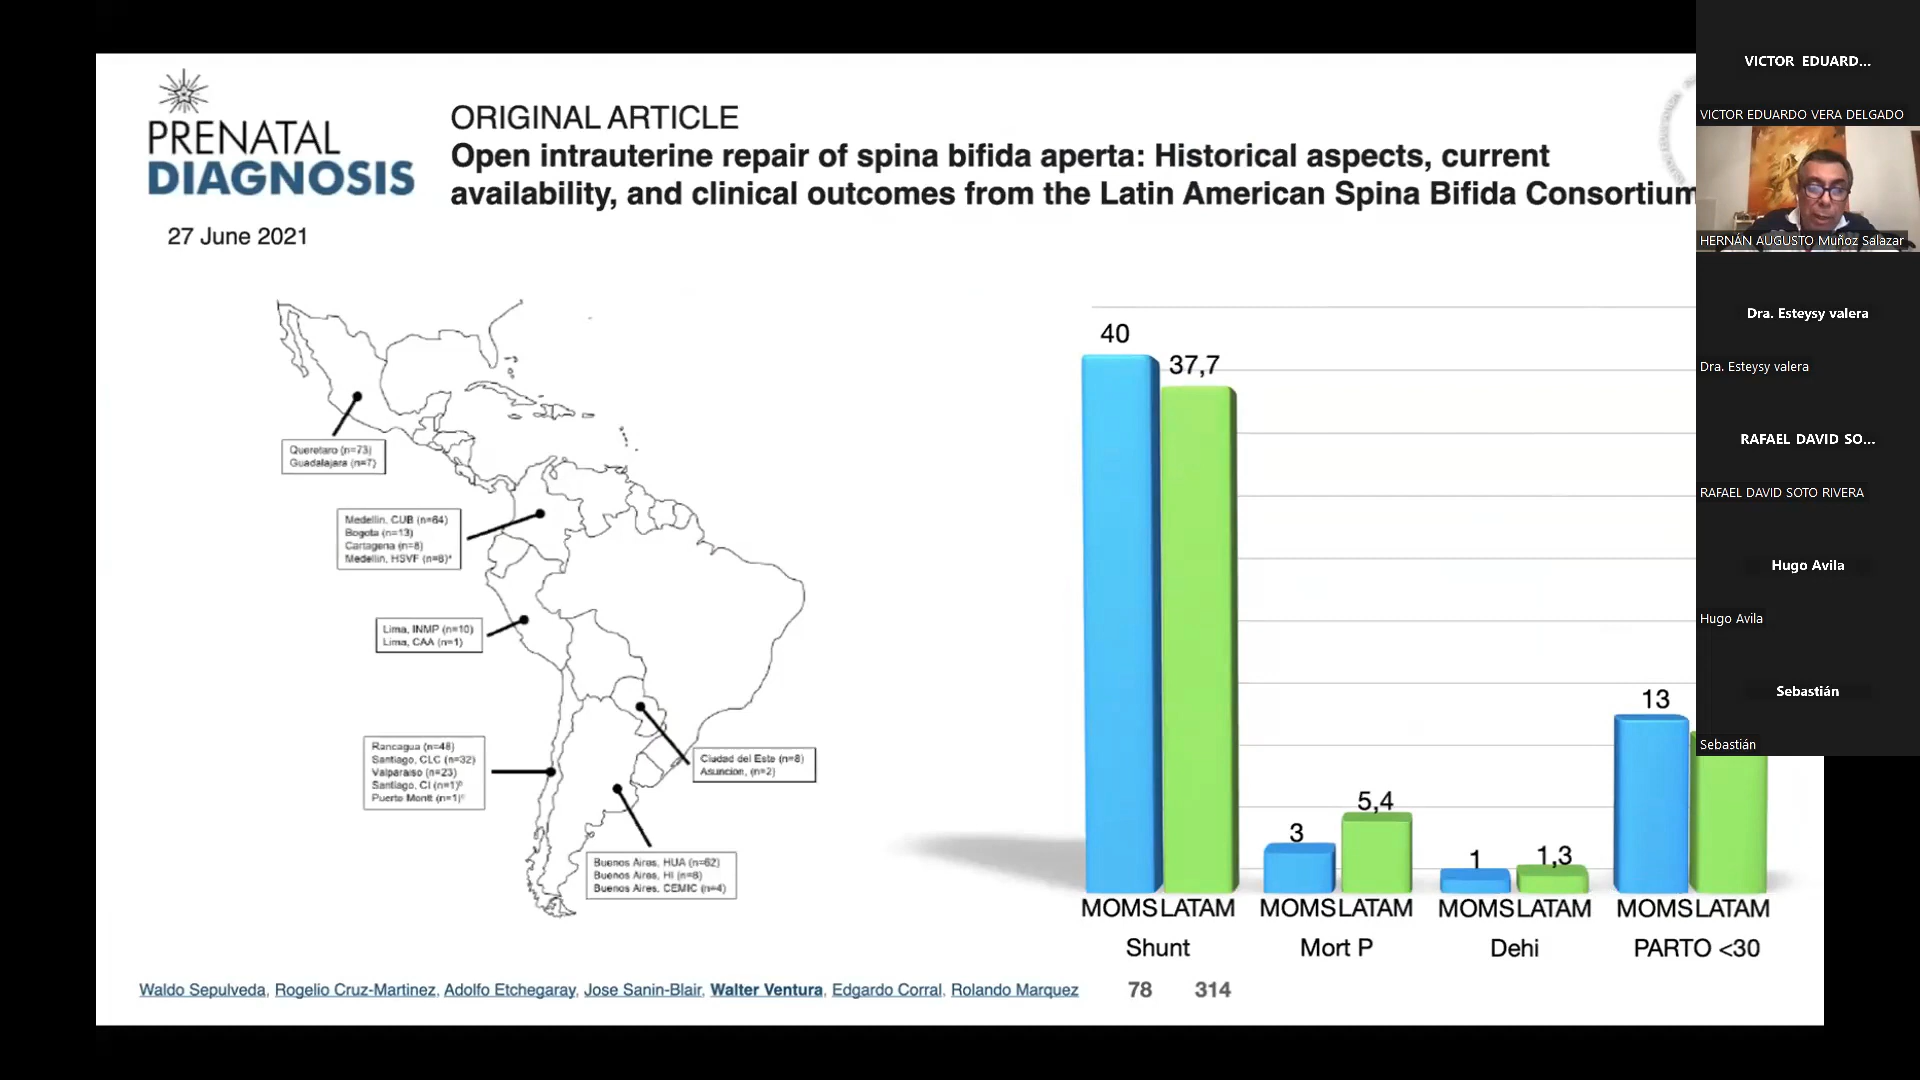 PRENATAL
DIAGNOSIS
27 June 2021
ORIGINAL ARTICLE
Open intrauterine repair of spina bifida aperta: Historical aspects, current
availability, and clinical outcomes from the Latin American Spina Bifida Consortium
Queretaro (n=73)
Guadalajara (n=7)
Medellin, CUB (n=64)
Bogota (n=13)
Cartagena (n=8)
Medellin, HSVF (n=6)
Lima, INMP (n=10)
Lima, CAA (n=1)
Rancagua (n=48)
Santiago, CLC (n=32)
Valparaiso (n=23)
Santiago, CI (n=1)
Puerto Montt (n=1)
Ciudad del Este (n=8)
Asuncion, (n=2)
Buenos Aires, HUA (n=62)
Buenos Aires, HI (n=8)
Buenos Aires, CEMIC (n=4)
40
37,7
3
5,4
1
1,3
13
MOMS LATAM MOMS LATAM MOMS LATAM MOMS LATAM
Shunt Mort P Dehi PARTO <30
78 314
Waldo Sepulveda, Rogelio Cruz-Martinez, Adolfo Etchegaray, Jose Sanin-Blair, Walter Ventura, Edgardo Corral, Rolando Marquez
VICTOR EDUARD...
VICTOR EDUARDO VERA DELGADO
HERNÁN AUGUSTO Muñoz Salazar
Dra. Esteysy valera
Dra. Esteysy valera
RAFAEL DAVID SO...
RAFAEL DAVID SOTO RIVERA
Hugo Avila
Hugo Avila
Sebastián
Sebastián